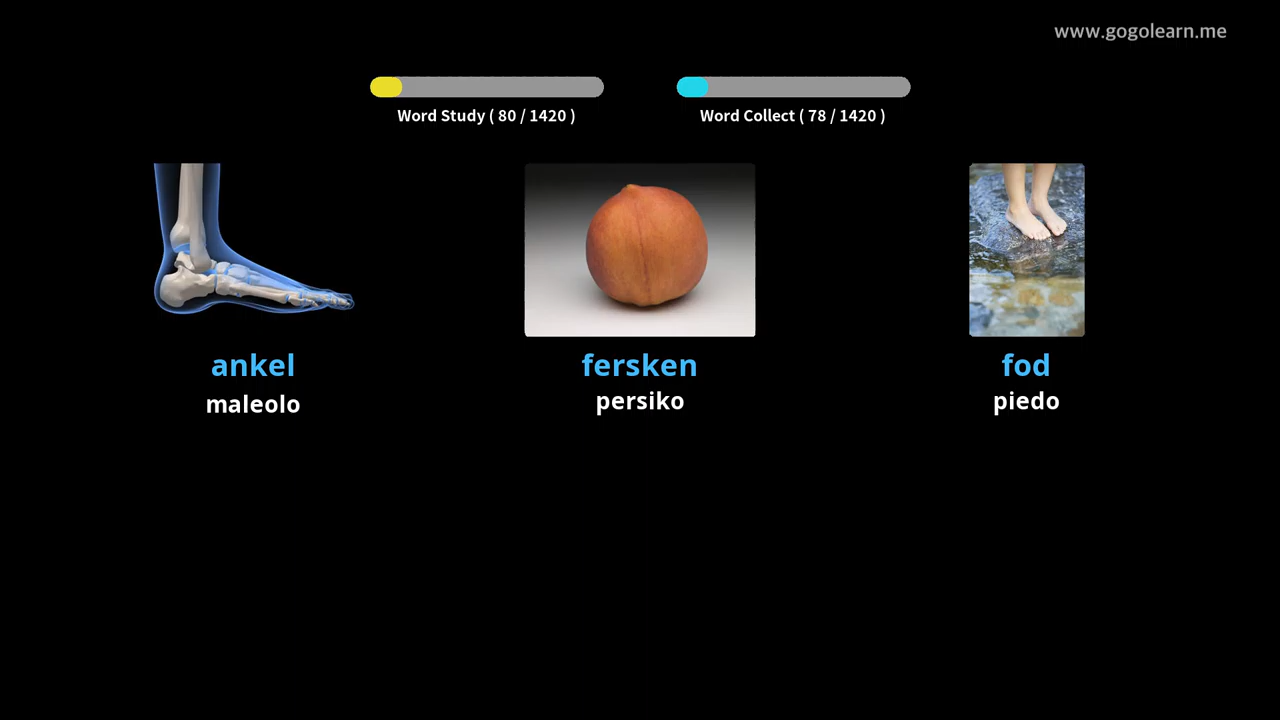 www.gogolearn.me
Word Study ( 80 / 1420 )
Word Collect ( 78 / 1420 )
ankel
maleolo
fersken
persiko
fod
piedo